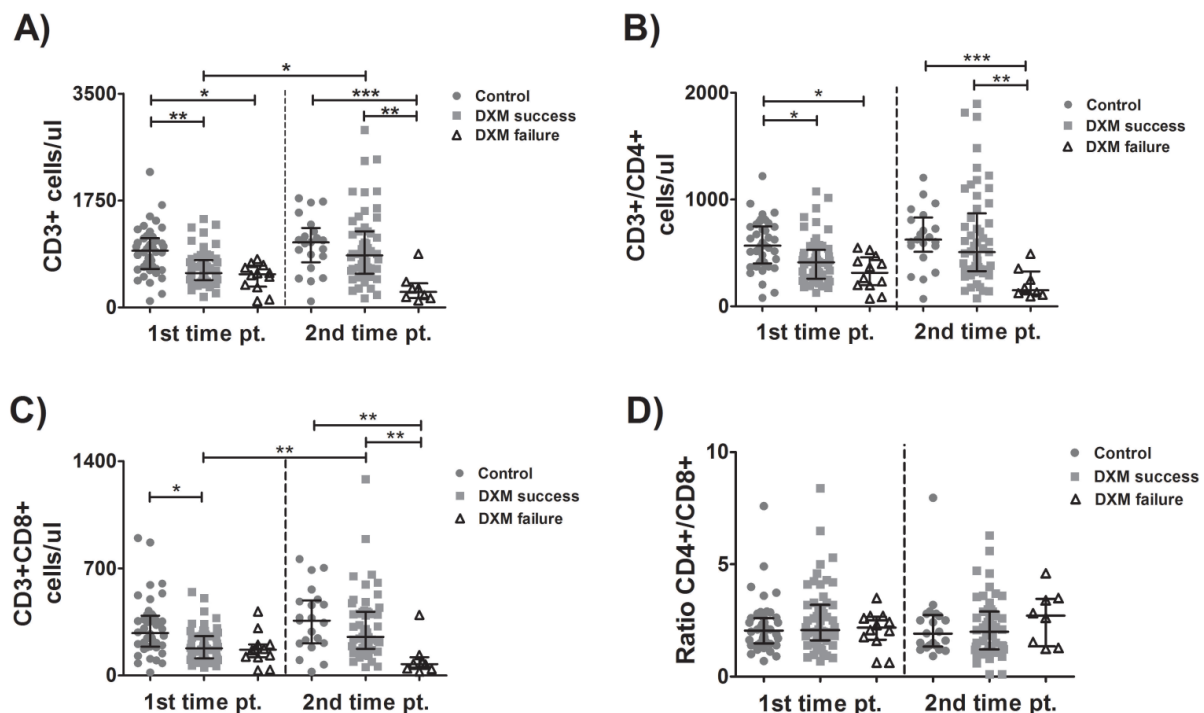 A)
*
*
***
**
**
3500
1750
0
CD3+ cells/ul
Control
DXM success
DXM failure
1st time pt.
2nd time pt.
B)
***
**
*
*
2000
1000
0
CD3+/CD4+
cells/ul
Control
DXM success
DXM failure
1st time pt.
2nd time pt.
C)
**
**
**
*
1400
700
0
CD3+CD8+
cells/ul
Control
DXM success
DXM failure
1st time pt.
2nd time pt.
D)
10
5
0
Ratio CD4+/CD8+
Control
DXM success
DXM failure
1st time pt.
2nd time pt.